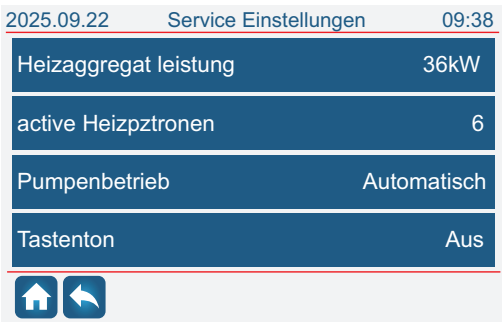 2025.09.22 Service Einstellungen 09:38
Heizaggregat leistung 36kW
active Heizpztronen 6
Pumpenbetrieb Automatisch
Tastenton Aus